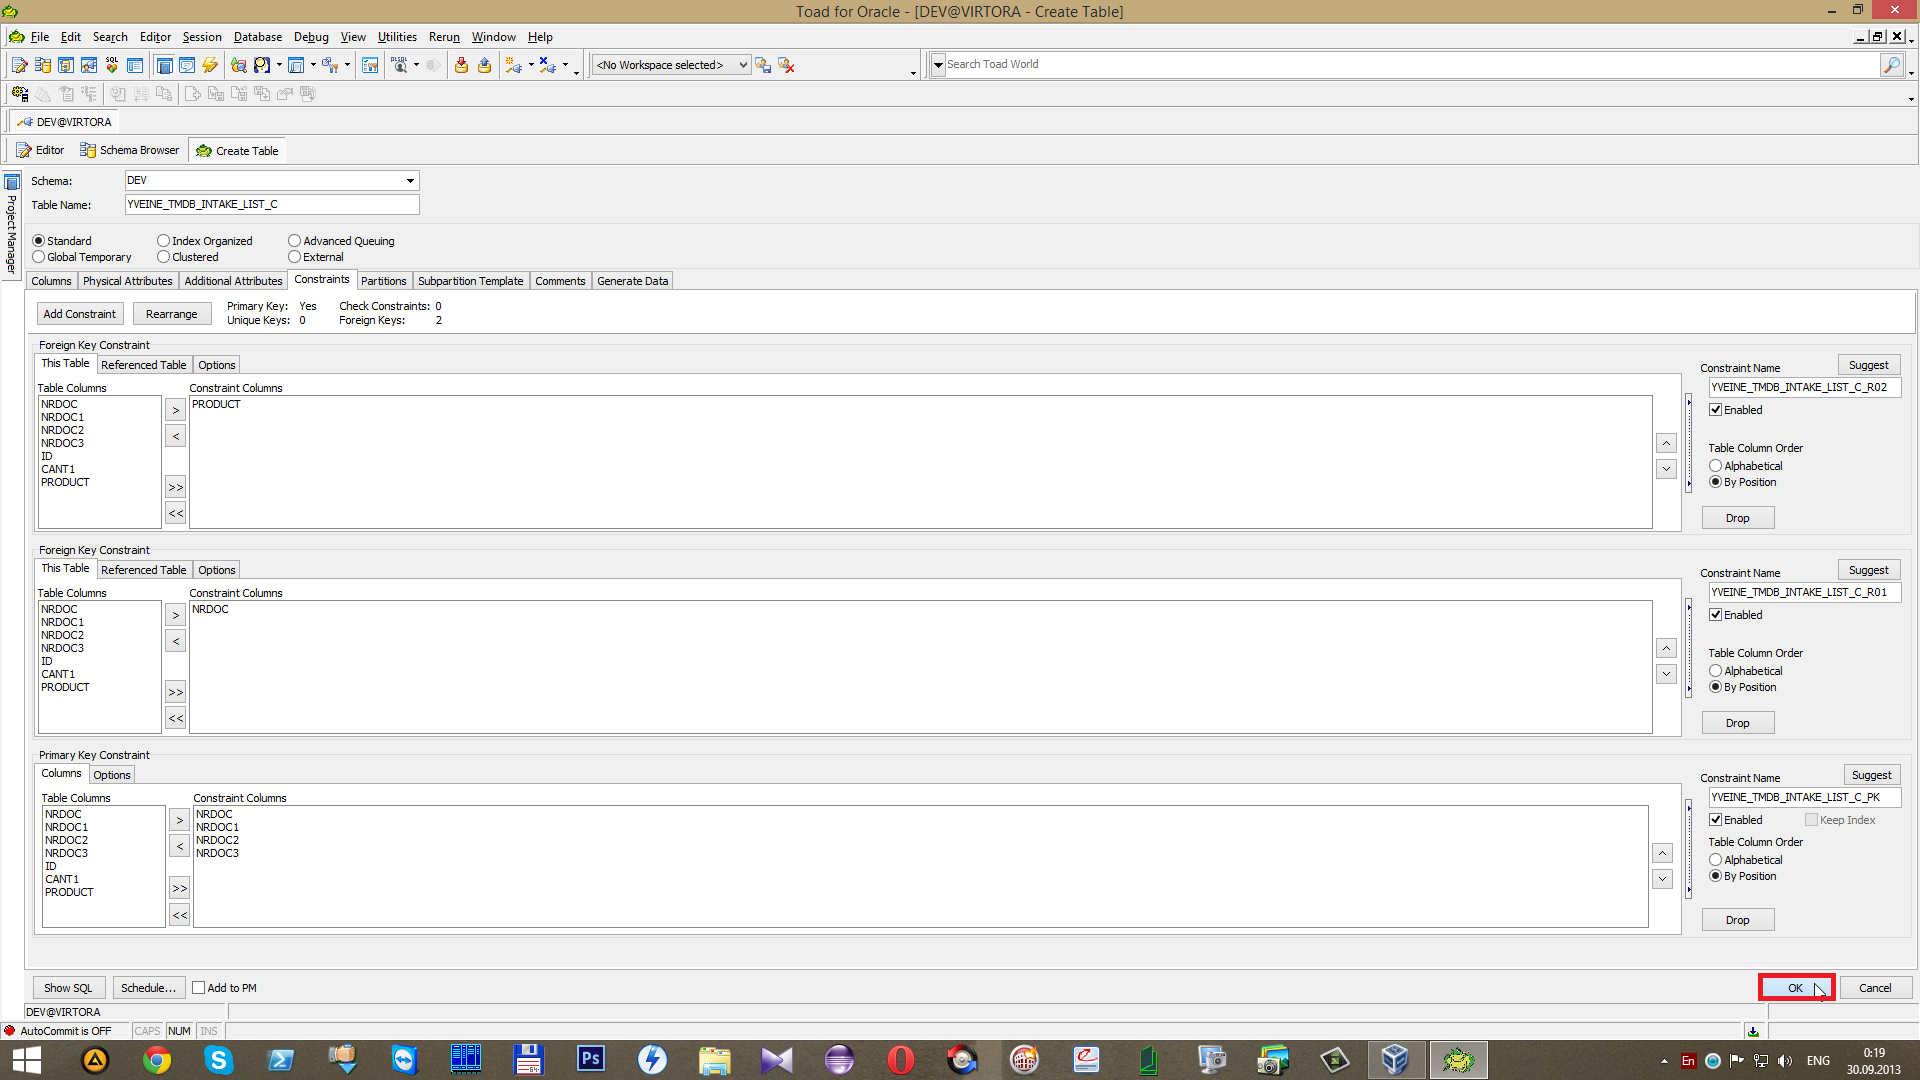 Toad for Oracle - [DEV@VIRTORA - Create Table]
File Edit Search Editor Session Database Debug View Utilities Rerun Window Help
SQL
<No Workspace selected>
Search Toad World
DEV@VIRTORA
Editor Schema Browser Create Table
Project Manager
Schema: DEV
Table Name: YVEINE_TMDB_INTAKE_LIST_C
Standard Index Organized Advanced Queuing
Global Temporary Clustered External
Columns Physical Attributes Additional Attributes Constraints Partitions Subpartition Template Comments Generate Data
Add Constraint Rearrange
Primary Key: Yes Check Constraints: 0
Unique Keys: 0 Foreign Keys: 2
Foreign Key Constraint
This Table Referenced Table Options
Table Columns Constraint Columns
NRDOC
NRDOC1
NRDOC2
NRDOC3
ID
CANT1
PRODUCT
>
<
>>
<<
PRODUCT
Constraint Name Suggest
YVEINE_TMDB_INTAKE_LIST_C_R02
Enabled
Table Column Order
Alphabetical
By Position
Drop
Foreign Key Constraint
This Table Referenced Table Options
Table Columns Constraint Columns
NRDOC
NRDOC1
NRDOC2
NRDOC3
ID
CANT1
PRODUCT
>
<
>>
<<
NRDOC
Constraint Name Suggest
YVEINE_TMDB_INTAKE_LIST_C_R01
Enabled
Table Column Order
Alphabetical
By Position
Drop
Primary Key Constraint
Columns Options
Table Columns Constraint Columns
NRDOC
NRDOC1
NRDOC2
NRDOC3
ID
CANT1
PRODUCT
>
<
>>
<<
NRDOC
NRDOC1
NRDOC2
NRDOC3
Constraint Name Suggest
YVEINE_TMDB_INTAKE_LIST_C_PK
Enabled Keep Index
Table Column Order
Alphabetical
By Position
Drop
Show SQL Schedule... Add to PM OK Cancel
DEV@VIRTORA
AutoCommit is OFF CAPS NUM INS
Ps
En ENG 0:19
30.09.2013